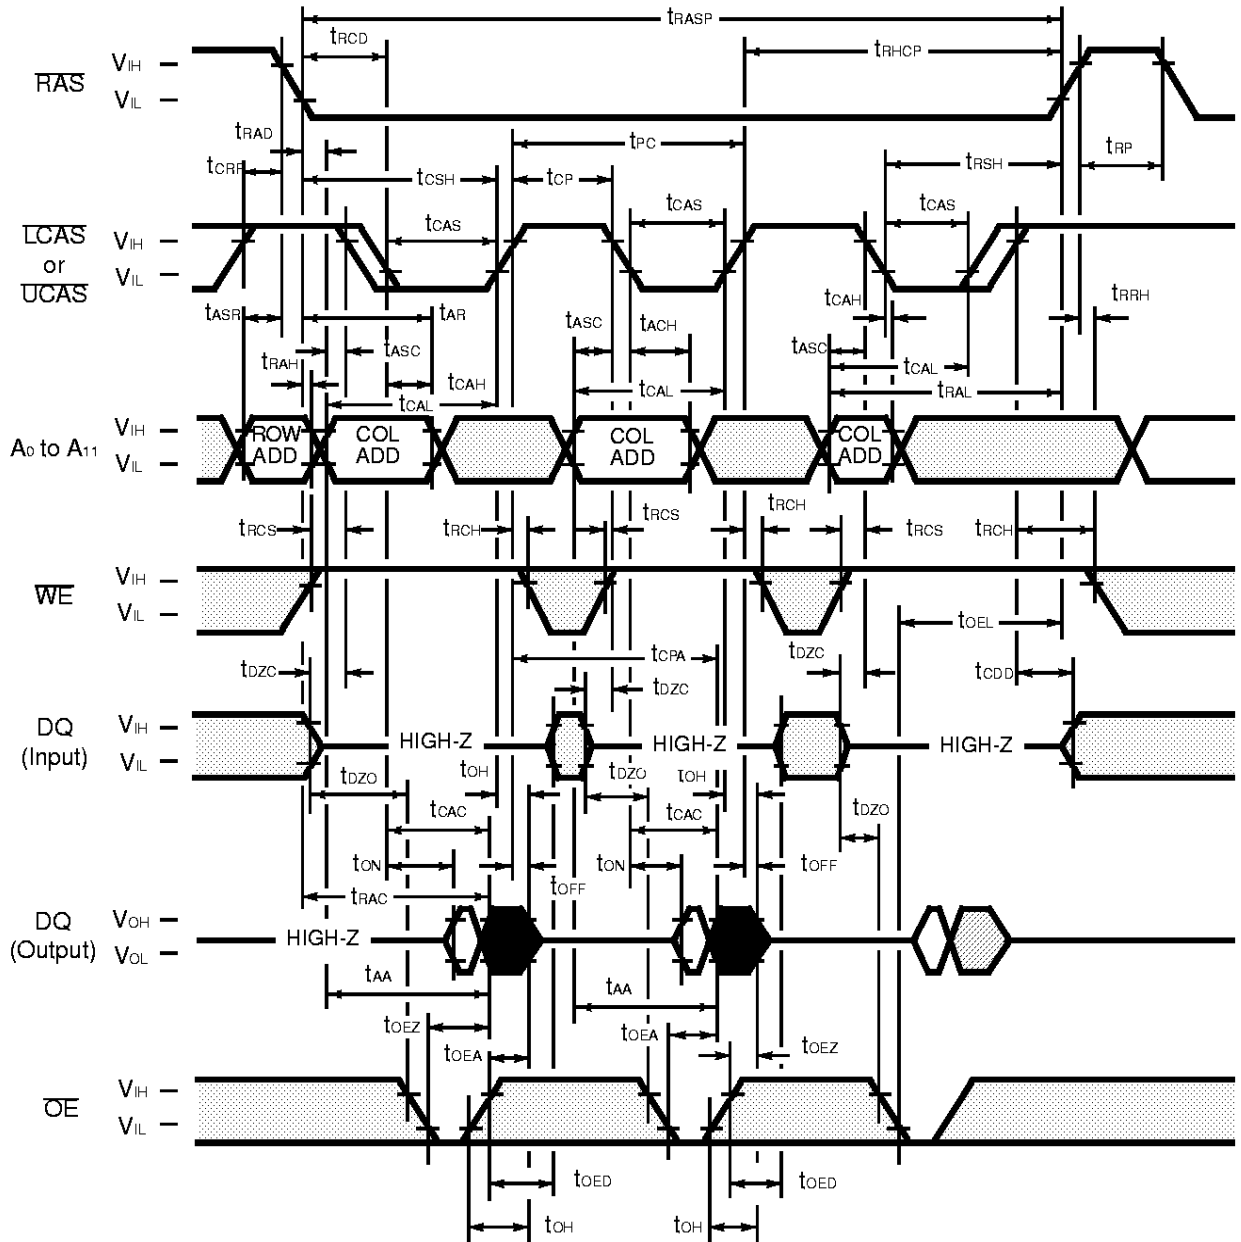 tRASP
tRCD
tRHCP
RAS
VIH
VIL
tRAD
tPC
tRP
tCRP
tCSH
tCP
tRSH
tCAS
tCAS
tCAS
LCAS
or
UCAS
VIH
VIL
tASR
tAR
tASC
tACH
tCAH
tRRH
tRAH
tASC
tCAH
tASC
tCAL
tCAL
tCAL
tRAL
A0 to A11
VIH
VIL
ROW
ADD
COL
ADD
COL
ADD
COL
ADD
tRCS
tRCH
tRCS
tRCH
tRCS
tRCH
WE
VIH
VIL
tOEL
tDZC
tCPA
tDZC
tDZC
tCDD
DQ
(Input)
VIH
VIL
HIGH-Z
HIGH-Z
HIGH-Z
tDZO
tOH
tDZO
tOH
tCAC
tCAC
tDZO
tON
tOFF
tON
tOFF
tRAC
DQ
(Output)
VOH
VOL
HIGH-Z
tAA
tAA
tOEZ
tOEA
tOEA
tOEZ
OE
VIH
VIL
tOED
tOED
tOH
tOH